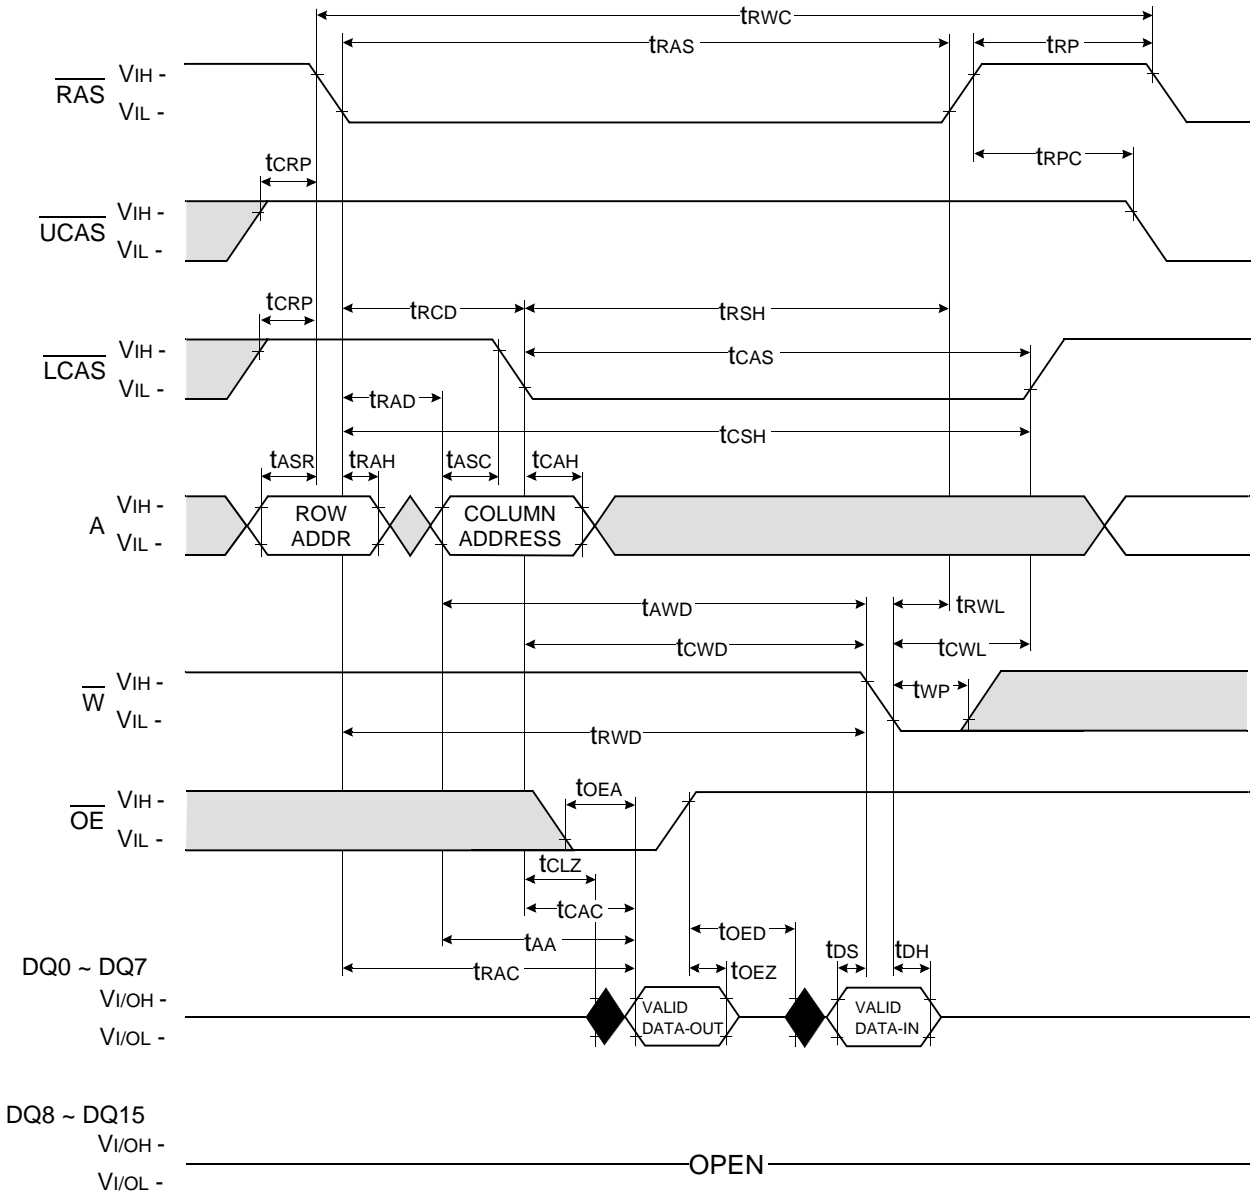 tRWC
tRAS
tRP
RAS
VIH -
VIL -
tCRP
tRPC
UCAS
VIH -
VIL -
tCRP
tRCD
tRSH
LCAS
VIH -
VIL -
tCAS
tRAD
tCSH
tASR
tRAH
tASC
tCAH
A
VIH -
VIL -
ROW
ADDR
COLUMN
ADDRESS
tAWD
tRWL
tCWD
tCWL
W
VIH -
VIL -
tWP
tRWD
OE
VIH -
VIL -
tOEA
tCLZ
tCAC
tOED
tAA
tDS
tDH
tRAC
tOEZ
DQ0 ~ DQ7
VI/OH -
VI/OL -
VALID
DATA-OUT
VALID
DATA-IN
DQ8 ~ DQ15
VI/OH -
VI/OL -
OPEN